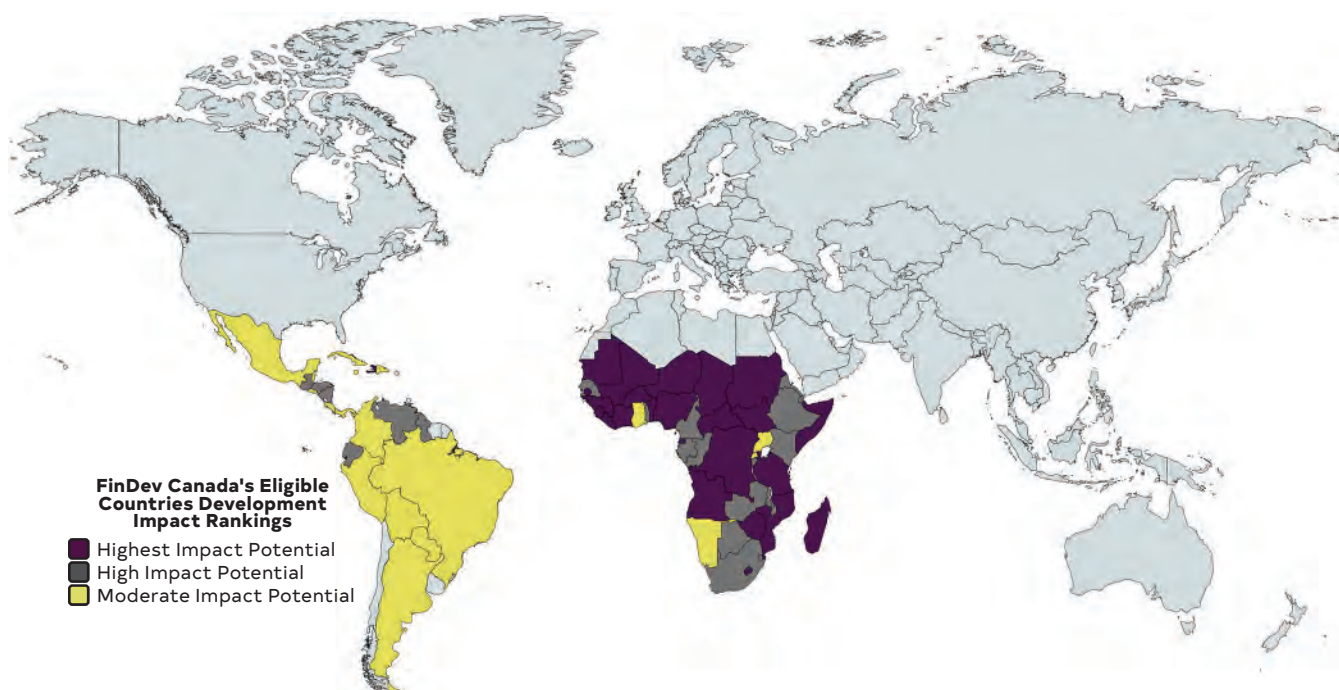 FinDev Canada's Eligible
Countries Development
Impact Rankings
Highest Impact Potential
High Impact Potential
Moderate Impact Potential